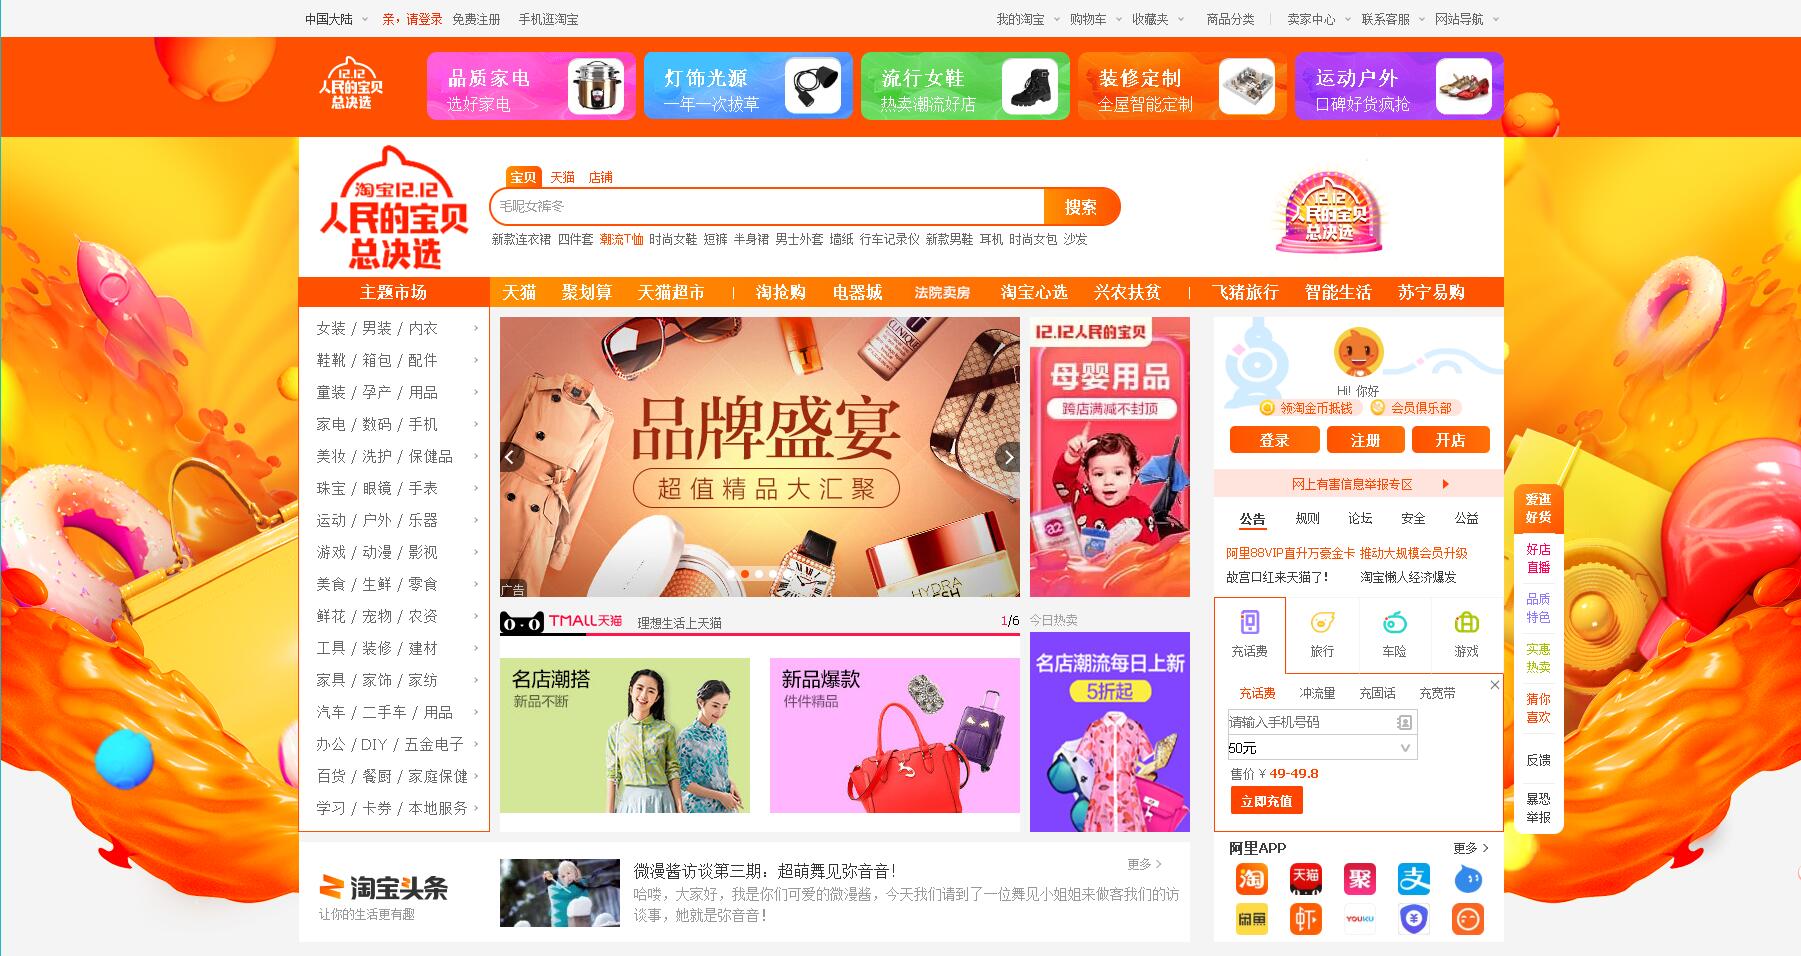 中国大陆 亲，请登录 免费注册 手机逛淘宝 我的淘宝 购物车 收藏夹 商品分类 卖家中心 联系客服 网站导航
12.12
人民的宝贝
总决选
品质家电
选好家电
灯饰光源
一年一次拔草
流行女鞋
热卖潮流好店
装修定制
全屋智能定制
运动户外
口碑好货疯抢
淘宝12.12
人民的宝贝
总决选
宝贝 天猫 店铺
毛呢女裤冬
搜索
新款连衣裙 四件套 潮流T恤 时尚女鞋 短裤 半身裙 男士外套 墙纸 行车记录仪 新款男鞋 耳机 时尚女包 沙发
12.12
人民的宝贝
总决选
主题市场 天猫 聚划算 天猫超市 | 淘抢购 电器城 法院卖房 淘宝心选 兴农扶贫 | 飞猪旅行 智能生活 苏宁易购
女装 / 男装 / 内衣
鞋靴 / 箱包 / 配件
童装 / 孕产 / 用品
家电 / 数码 / 手机
美妆 / 洗护 / 保健品
珠宝 / 眼镜 / 手表
运动 / 户外 / 乐器
游戏 / 动漫 / 影视
美食 / 生鲜 / 零食
鲜花 / 宠物 / 农资
工具 / 装修 / 建材
家具 / 家饰 / 家纺
汽车 / 二手车 / 用品
办公 / DIY / 五金电子
百货 / 餐厨 / 家庭保健
学习 / 卡券 / 本地服务
CLINIQUE
品牌盛宴
超值精品大汇聚
HYDRA
广告
12.12人民的宝贝
母婴用品
跨店满减不封顶
a2
TMALL天猫 理想生活上天猫 1/6
名店潮搭
新品不断
新品爆款
件件精品
今日热卖
名店潮流每日上新
5折起
Hi! 你好
领淘金币抵钱 会员俱乐部
登录 注册 开店
网上有害信息举报专区
公告 规则 论坛 安全 公益
阿里88VIP直升万豪金卡 推动大规模会员升级
故宫口红来天猫了！ 淘宝懒人经济爆发
充话费 旅行 车险 游戏
充话费 冲流量 充固话 充宽带
请输入手机号码
50元
售价￥49-49.8
立即充值
阿里APP 更多
淘 天猫 聚 支
闲鱼 虾 YOUKU
爱逛
好货
好店
直播
品质
特色
实惠
热卖
猜你
喜欢
反馈
暴恐
举报
淘宝头条
让你的生活更有趣
微漫酱访谈第三期：超萌舞见弥音音！
更多
哈喽，大家好，我是你们可爱的微漫酱，今天我们请到了一位舞见小姐姐来做客我们的访
谈事，她就是弥音音！